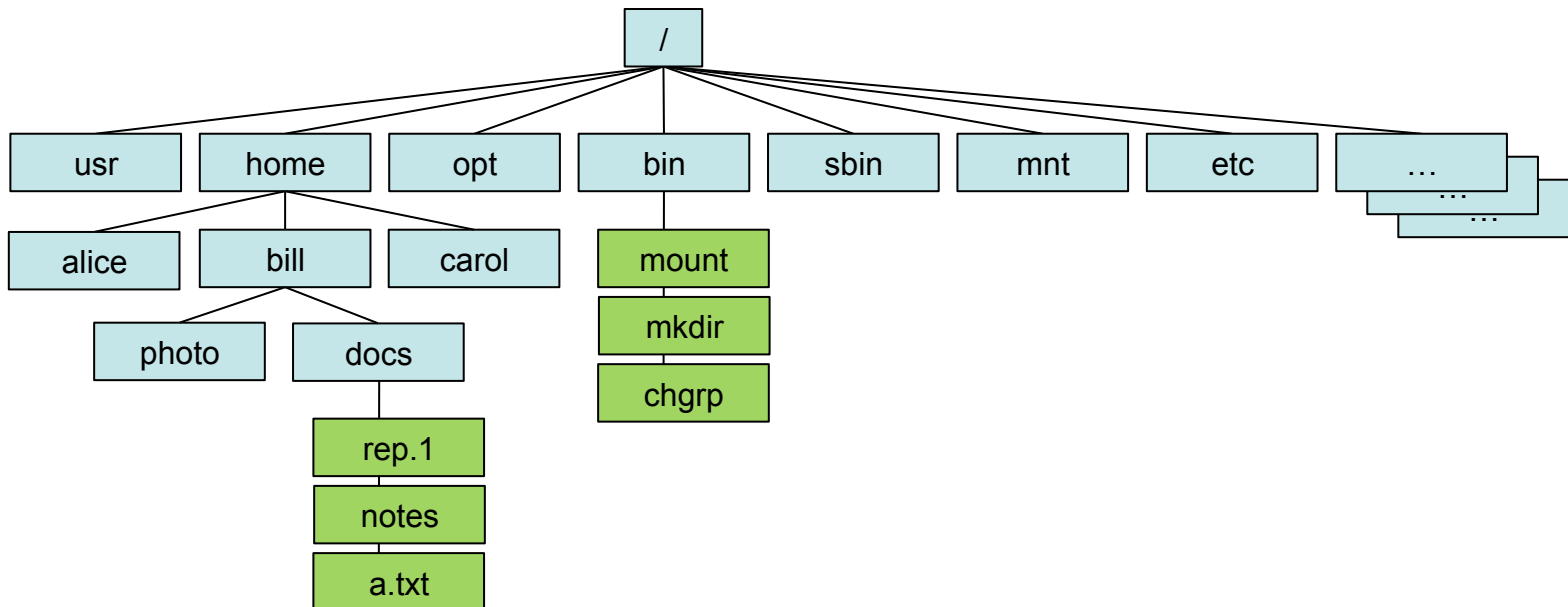 /
usr home opt bin sbin mnt etc …
…
…
alice bill carol mount
photo docs mkdir
chgrp
rep.1
notes
a.txt